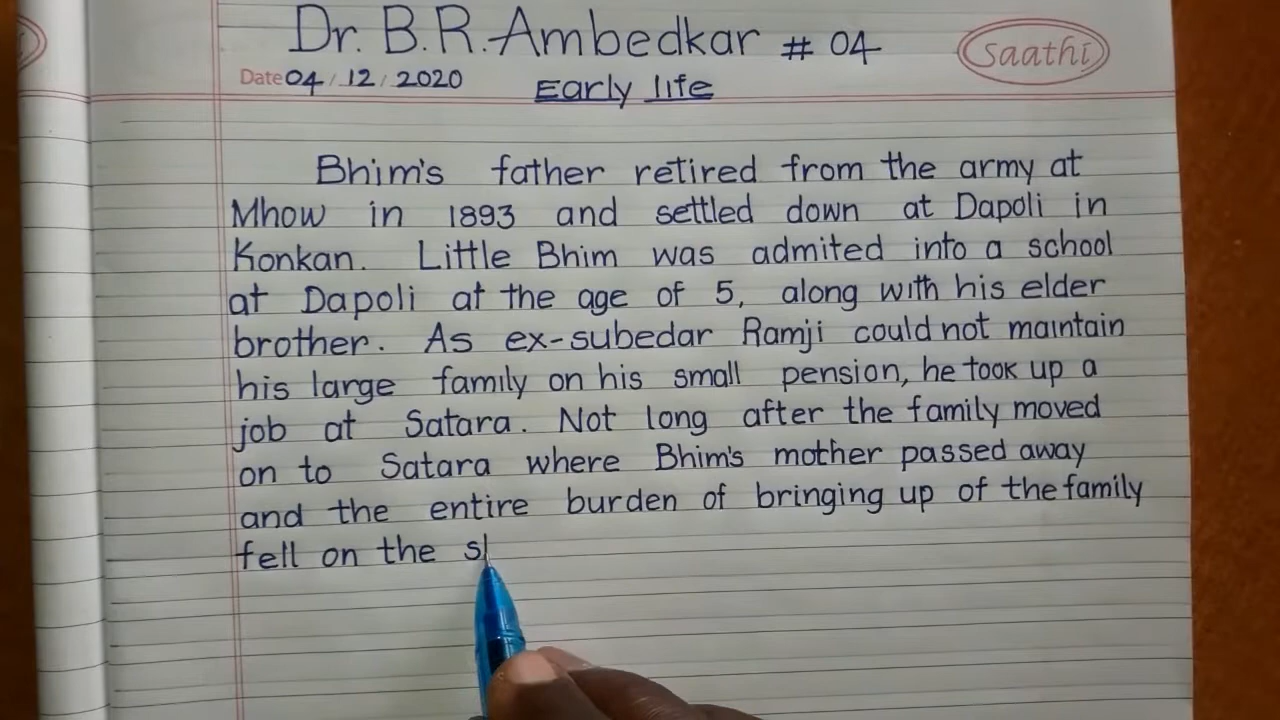 Dr. B.R. Ambedkar # 04
Saathi
Date 04/12/2020
Early life
Bhim's father retired from the army at
Mhow in 1893 and settled down at Dapoli in
Konkan. Little Bhim was admited into a school
at Dapoli at the age of 5, along with his elder
brother. As ex-subedar Ramji could not maintain
his large family on his small pension, he took up a
job at Satara. Not long after the family moved
on to Satara where Bhim's mother passed away
and the entire burden of bringing up of the family
fell on the s